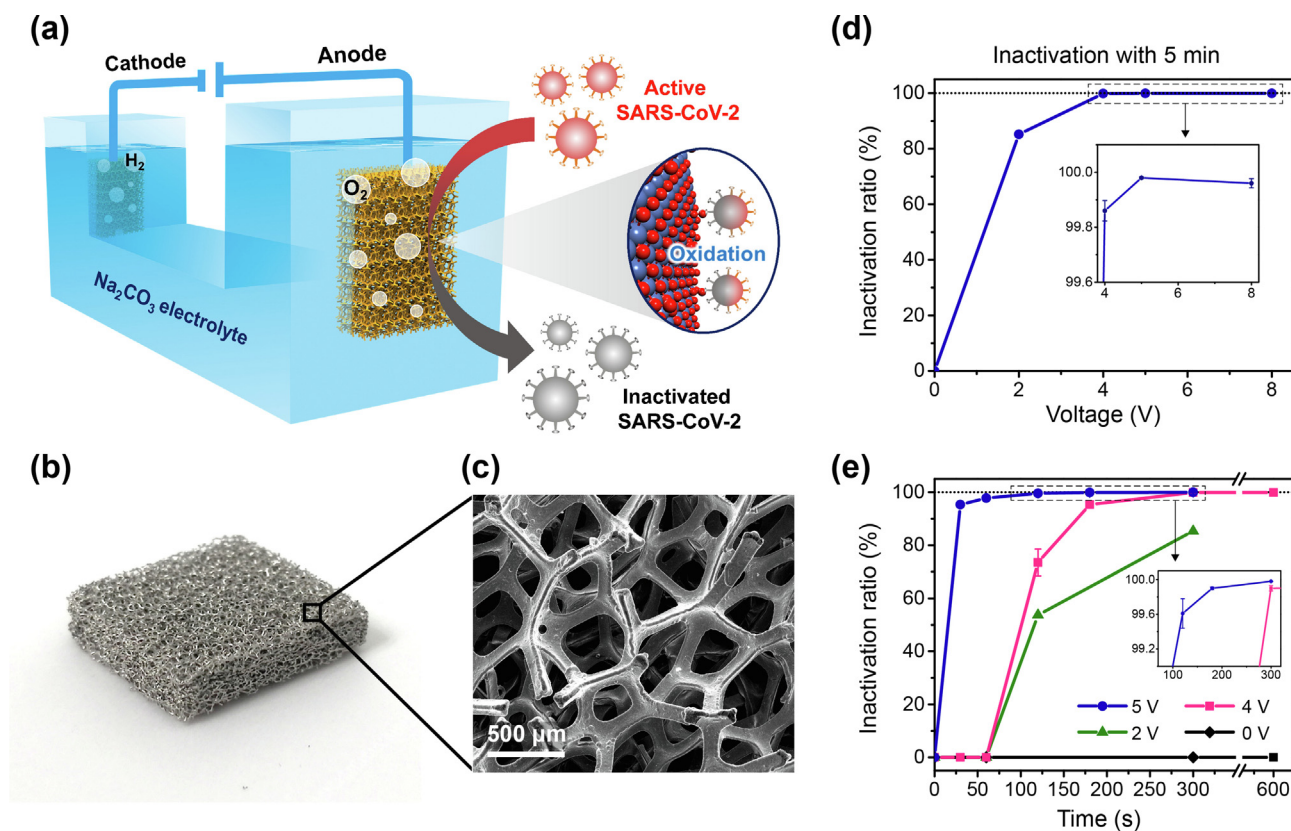 (a)
Cathode
Anode
H₂
O₂
Na₂CO₃ electrolyte
Active
SARS-CoV-2
Oxidation
Inactivated
SARS-CoV-2
(b)
(c)
500 μm
(d)
Inactivation with 5 min
Inactivation ratio (%)
100
80
60
40
20
0
0 2 4 6 8
Voltage (V)
100.0
99.8
99.6
4 6 8
(e)
Inactivation ratio (%)
100
80
60
40
20
0
0 50 100 150 200 250 300 600
Time (s)
100.0
99.6
99.2
100 200 300
5 V 4 V
2 V 0 V